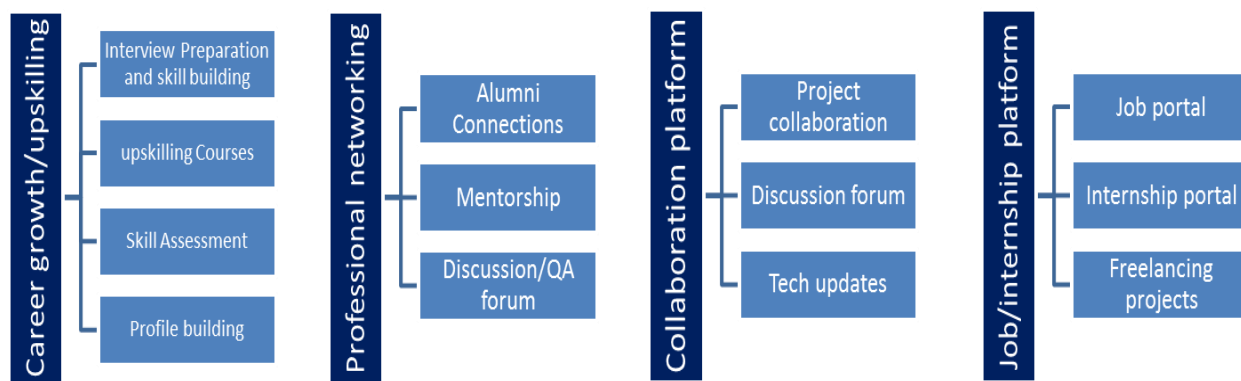 Career growth/upskilling
Interview Preparation
and skill building
upskilling Courses
Skill Assessment
Profile building
Professional networking
Alumni
Connections
Mentorship
Discussion/QA
forum
Collaboration platform
Project
collaboration
Discussion forum
Tech updates
Job/internship platform
Job portal
Internship portal
Freelancing
projects